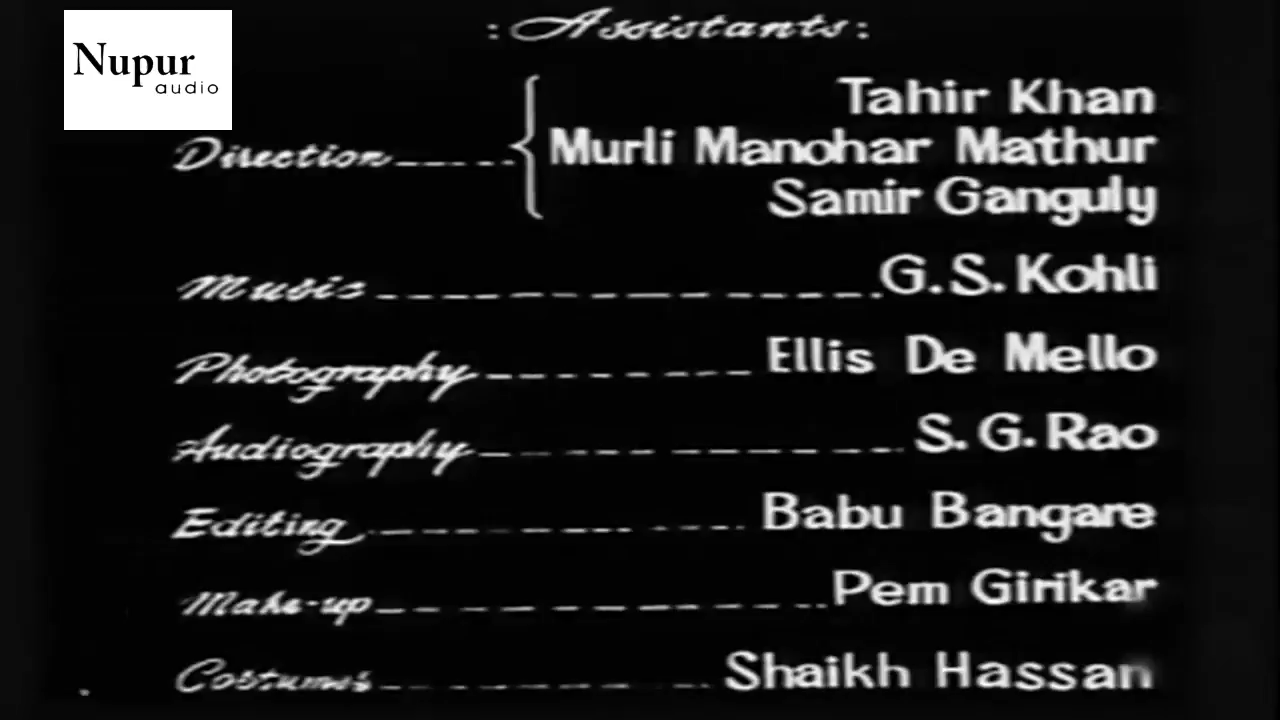 Nupur
audio
: Assistants :
Direction { Tahir Khan
Murli Manohar Mathur
Samir Ganguly
Music G. S. Kohli
Photography Ellis De Mello
Audiography S. G. Rao
Editing Babu Bangare
Make-up Pem Girikar
Costumes Shaikh Hassan